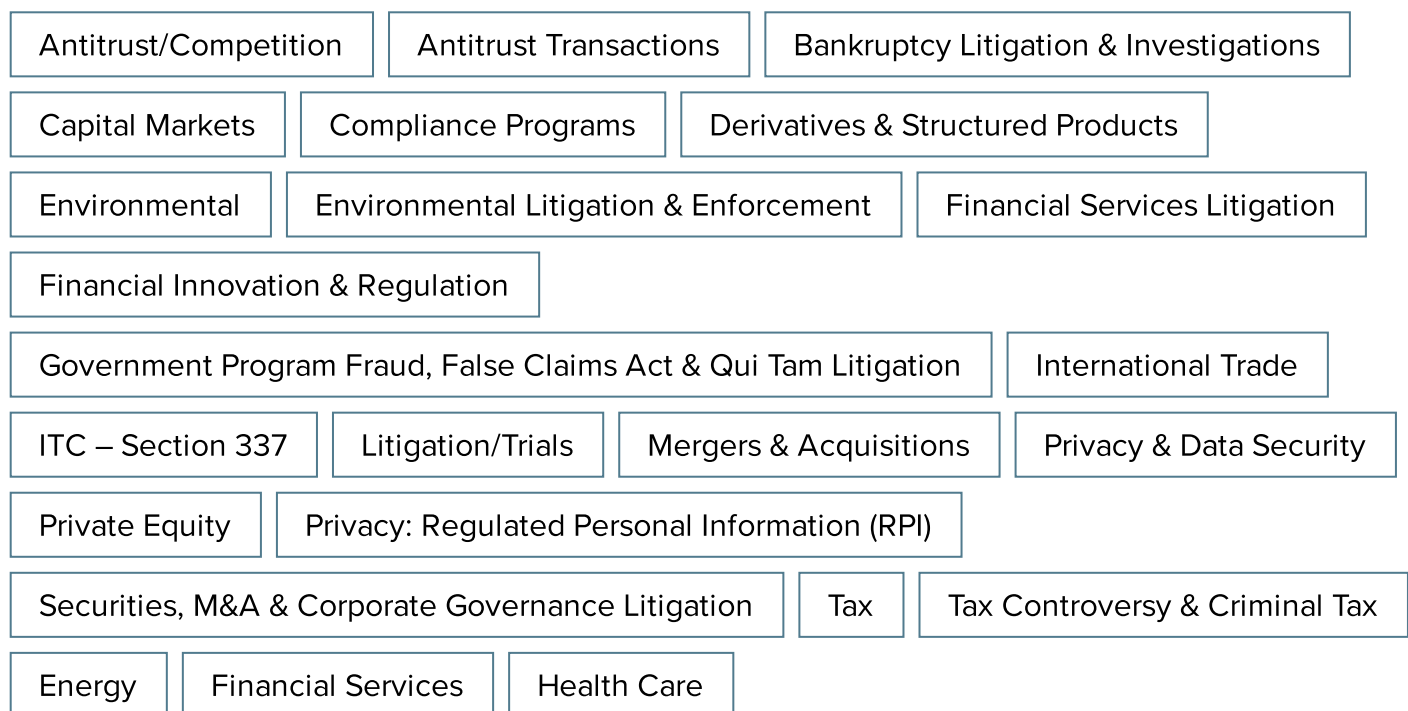 Antitrust/Competition Antitrust Transactions Bankruptcy Litigation & Investigations
Capital Markets Compliance Programs Derivatives & Structured Products
Environmental Environmental Litigation & Enforcement Financial Services Litigation
Financial Innovation & Regulation
Government Program Fraud, False Claims Act & Qui Tam Litigation International Trade
ITC – Section 337 Litigation/Trials Mergers & Acquisitions Privacy & Data Security
Private Equity Privacy: Regulated Personal Information (RPI)
Securities, M&A & Corporate Governance Litigation Tax Tax Controversy & Criminal Tax
Energy Financial Services Health Care